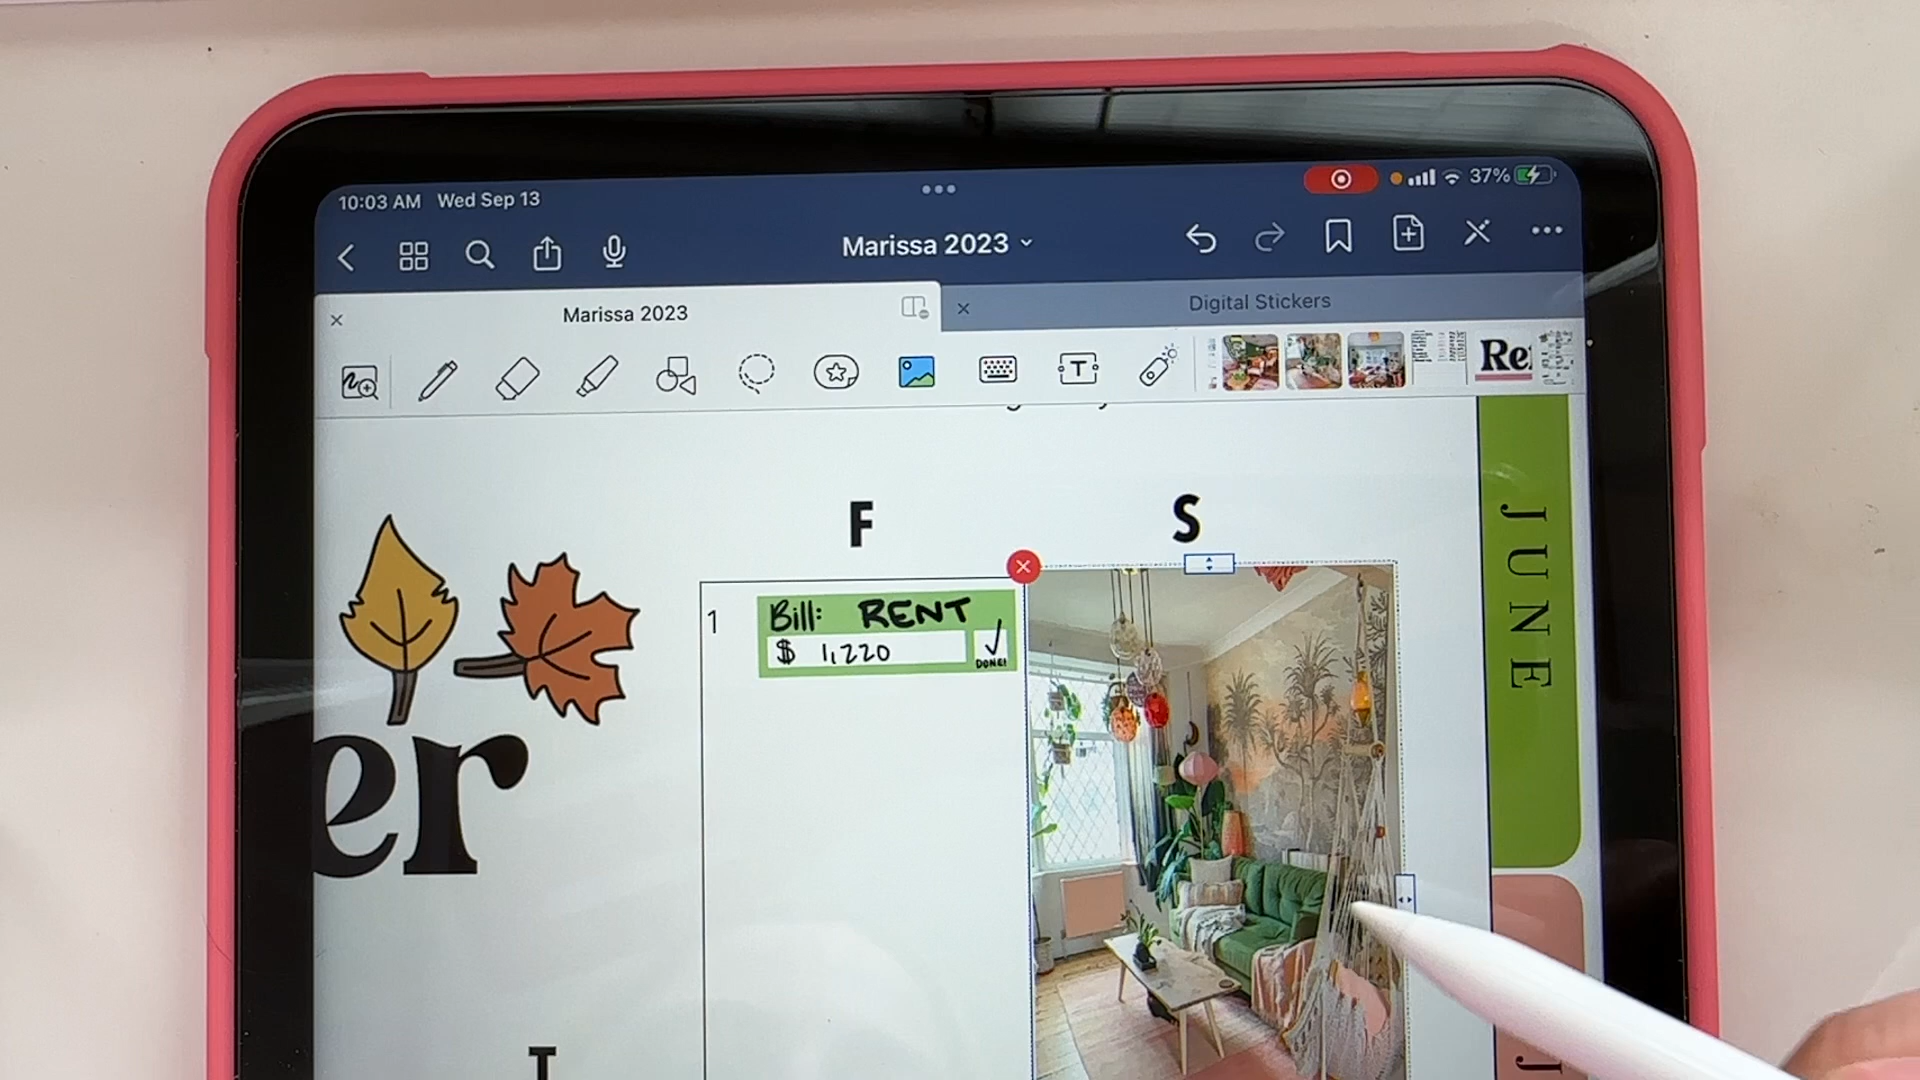 10:03 AM Wed Sep 13
37%
Marissa 2023
Marissa 2023
Digital Stickers
T
Re
F
S
JUNE
1
Bill: RENT
$ 1,220
DONE!
er
J